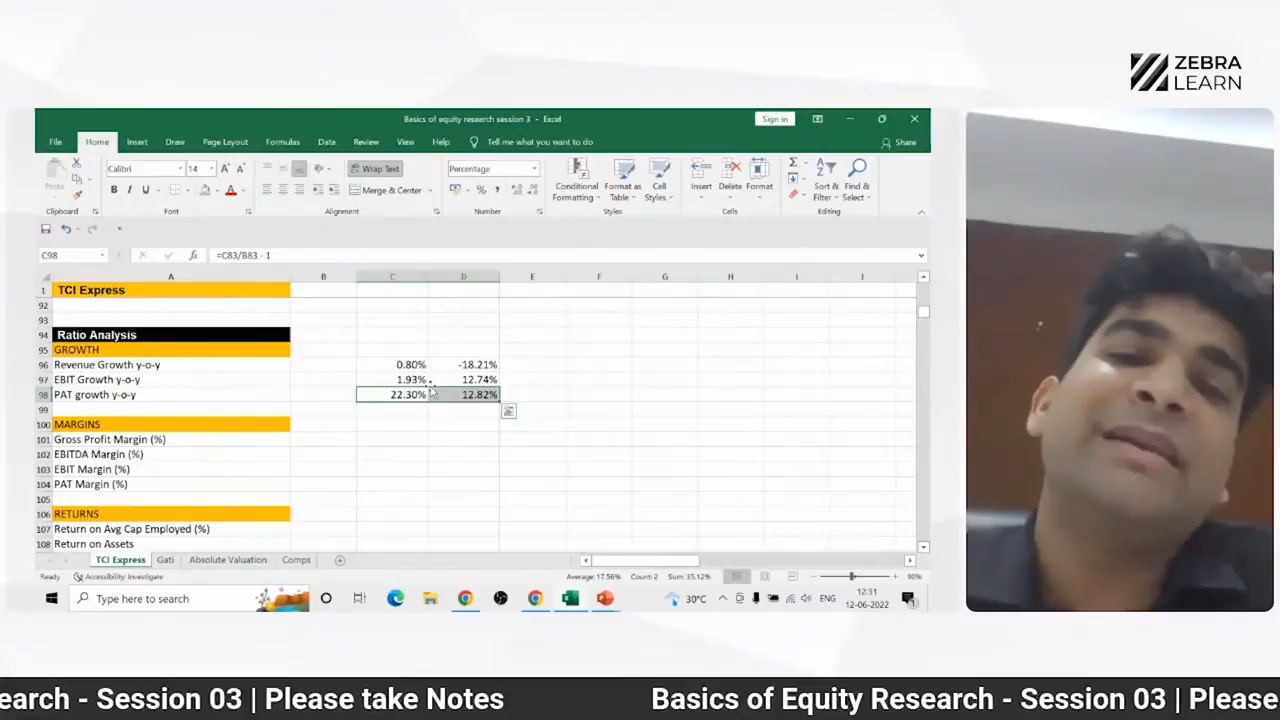 ZEBRA
LEARN
Basics of equity research session 3 - Excel
Sign in
File Home Insert Draw Page Layout Formulas Data Review View Help Tell me what you want to do Share
Paste
Calibri 14
Wrap Text
Percentage
Conditional Formatting
Format as Table
Cell Styles
Insert Delete Format
Sort & Filter
Find & Select
B I U
Merge & Center
Clipboard Font Alignment Number Styles Cells Editing
C98 fx =C83/B83 - 1
A B C D E F G H I J
1 TCI Express
92
93
94 Ratio Analysis
95 GROWTH
96 Revenue Growth y-o-y 0.80% -18.21%
97 EBIT Growth y-o-y 1.93% 12.74%
98 PAT growth y-o-y 22.30% 12.82%
99
100 MARGINS
101 Gross Profit Margin (%)
102 EBITDA Margin (%)
103 EBIT Margin (%)
104 PAT Margin (%)
105
106 RETURNS
107 Return on Avg Cap Employed (%)
108 Return on Assets
TCI Express Gati Absolute Valuation Comps
Ready Accessibility: Investigate Average: 17.56% Count: 2 Sum: 35.12% 90%
Type here to search
30°C
ENG
12:31
12-06-2022
earch - Session 03 | Please take Notes
Basics of Equity Research - Session 03 | Please